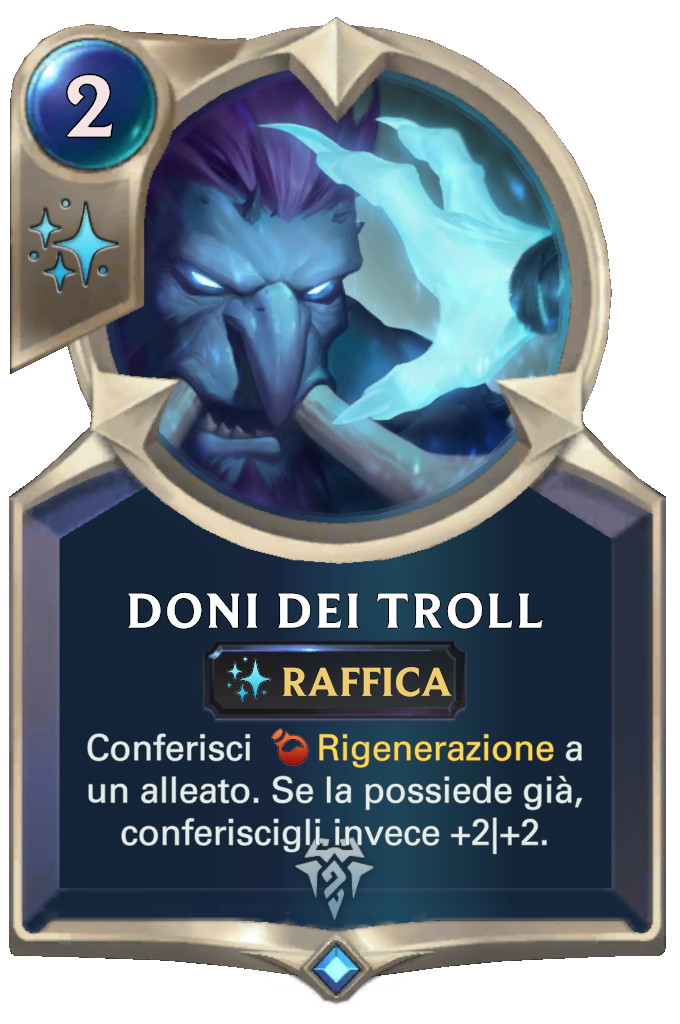 2
DONI DEI TROLL
RAFFICA
Conferisci Rigenerazione a
un alleato. Se la possiede già,
conferiscigli invece +2|+2.